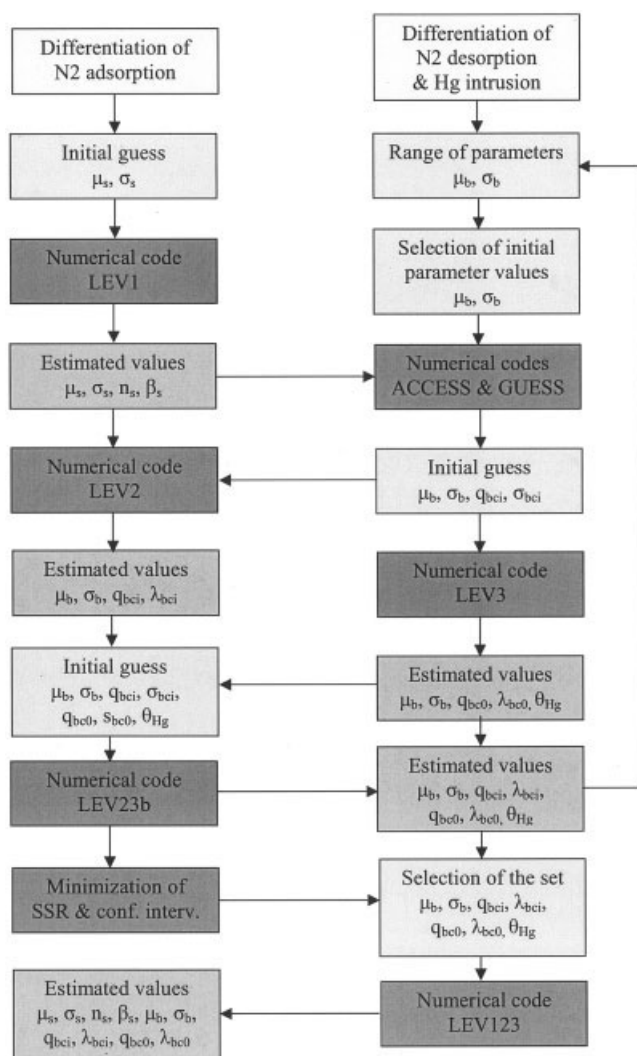 Differentiation of
N2 adsorption
Initial guess
μs, σs
Numerical code
LEV1
Estimated values
μs, σs, ns, βs
Numerical code
LEV2
Estimated values
μb, σb, qbci, λbci
Initial guess
μb, σb, qbci, σbci,
qbc0, sbc0, θHg
Numerical code
LEV23b
Minimization of
SSR & conf. interv.
Estimated values
μs, σs, ns, βs, μb, σb,
qbci, λbci, qbc0, λbc0
Differentiation of
N2 desorption
& Hg intrusion
Range of parameters
μb, σb
Selection of initial
parameter values
μb, σb
Numerical codes
ACCESS & GUESS
Initial guess
μb, σb, qbci, σbci
Numerical code
LEV3
Estimated values
μb, σb, qbc0, λbc0, θHg
Estimated values
μb, σb, qbci, λbci,
qbc0, λbc0, θHg
Selection of the set
μb, σb, qbci, λbci,
qbc0, λbc0, θHg
Numerical code
LEV123